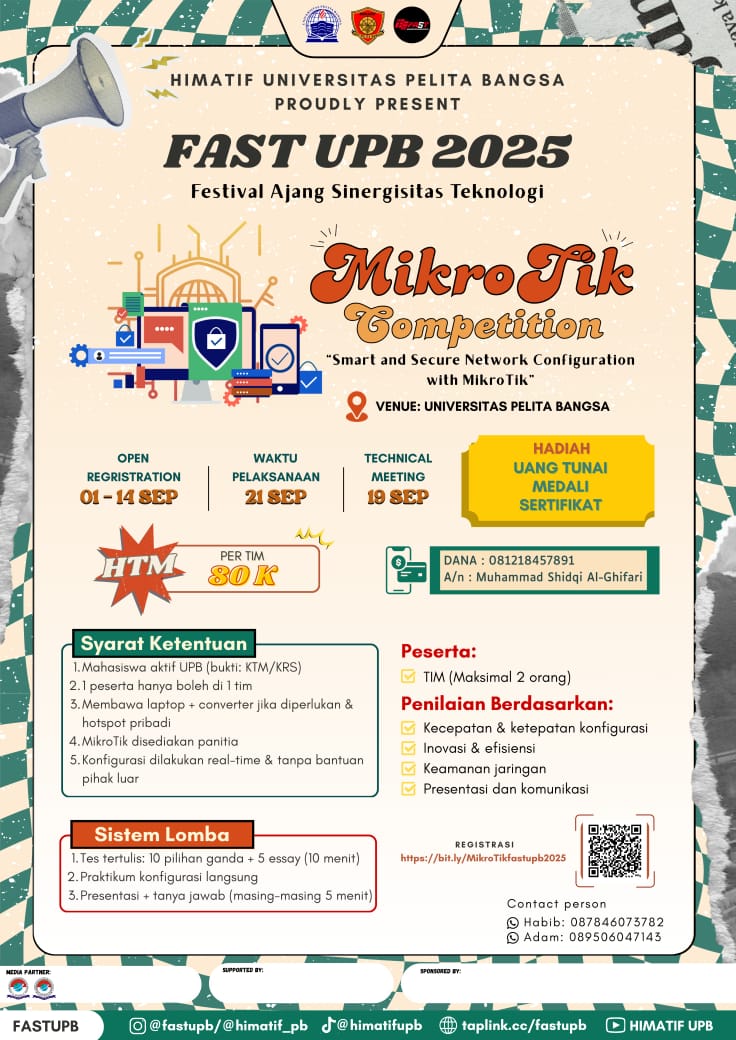 HIMATIF UNIVERSITAS PELITA BANGSA
PROUDLY PRESENT
FAST UPB 2025
Festival Ajang Sinergisitas Teknologi
MikroTik
Competition
"Smart and Secure Network Configuration
with MikroTik"
VENUE: UNIVERSITAS PELITA BANGSA
OPEN
REGRISTRATION
01 - 14 SEP
WAKTU
PELAKSANAAN
21 SEP
TECHNICAL
MEETING
19 SEP
HADIAH
UANG TUNAI
MEDALI
SERTIFIKAT
HTM
PER TIM
80 K
DANA : 081218457891
A/n : Muhammad Shidqi Al-Ghifari
Syarat Ketentuan
1. Mahasiswa aktif UPB (bukti: KTM/KRS)
2. 1 peserta hanya boleh di 1 tim
3. Membawa laptop + converter jika diperlukan &
hotspot pribadi
4. MikroTik disediakan panitia
5. Konfigurasi dilakukan real-time & tanpa bantuan
pihak luar
Peserta:
TIM (Maksimal 2 orang)
Penilaian Berdasarkan:
Kecepatan & ketepatan konfigurasi
Inovasi & efisiensi
Keamanan jaringan
Presentasi dan komunikasi
Sistem Lomba
1. Tes tertulis: 10 pilihan ganda + 5 essay (10 menit)
2. Praktikum konfigurasi langsung
3. Presentasi + tanya jawab (masing-masing 5 menit)
REGISTRASI
https://bit.ly/MikroTikfastupb2025
Contact person
Habib: 087846073782
Adam: 089506047143
MEDIA PARTNER:
SUPPORTED BY:
SPONSORED BY:
FASTUPB
@fastupb/@himatif_pb
@himatifupb
taplink.cc/fastupb
HIMATIF UPB